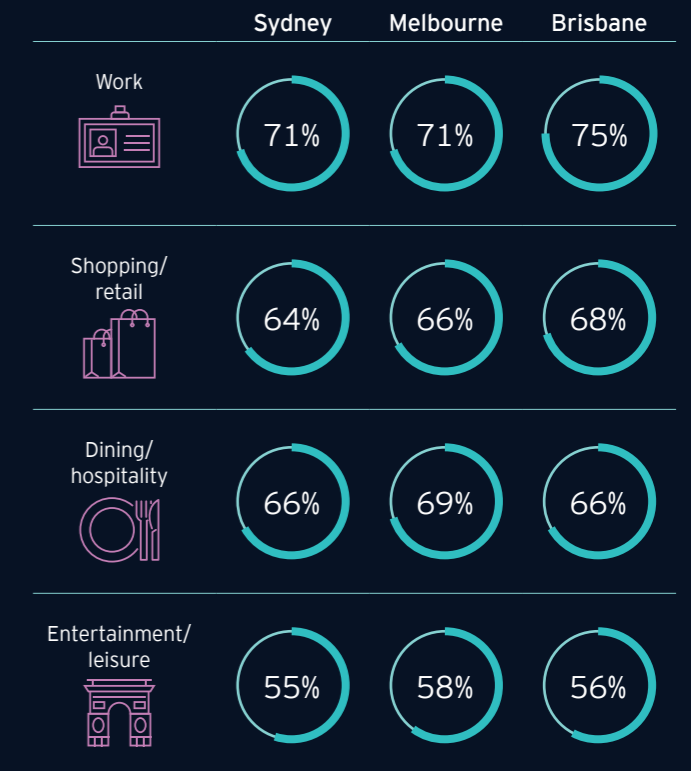 Sydney Melbourne Brisbane
Work
71% 71% 75%
Shopping/
retail
64% 66% 68%
Dining/
hospitality
66% 69% 66%
Entertainment/
leisure
55% 58% 56%